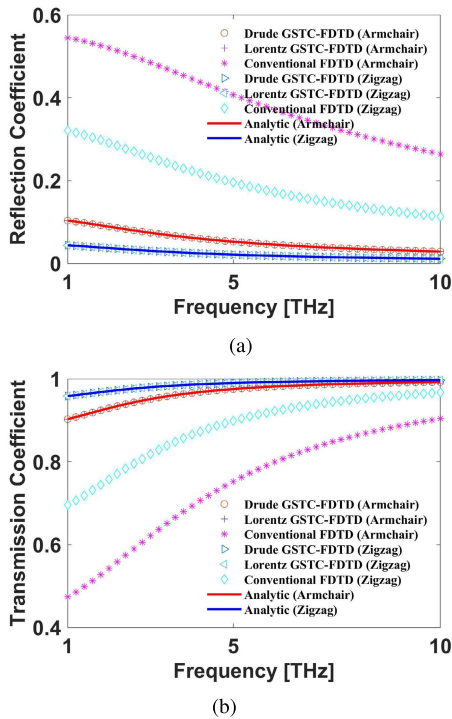 0.6
Drude GSTC-FDTD (Armchair)
Lorentz GSTC-FDTD (Armchair)
Conventional FDTD (Armchair)
Drude GSTC-FDTD (Zigzag)
0.4
Lorentz GSTC-FDTD (Zigzag)
Conventional FDTD (Zigzag)
Analytic (Armchair)
Analytic (Zigzag)
Reflection Coefficient
0.2
0
1
5
10
Frequency [THz]
(a)
1
Transmission Coefficient
0.8
0.6
Drude GSTC-FDTD (Armchair)
Lorentz GSTC-FDTD (Armchair)
Conventional FDTD (Armchair)
Drude GSTC-FDTD (Zigzag)
Lorentz GSTC-FDTD (Zigzag)
Conventional FDTD (Zigzag)
Analytic (Armchair)
Analytic (Zigzag)
0.4
1
5
10
Frequency [THz]
(b)